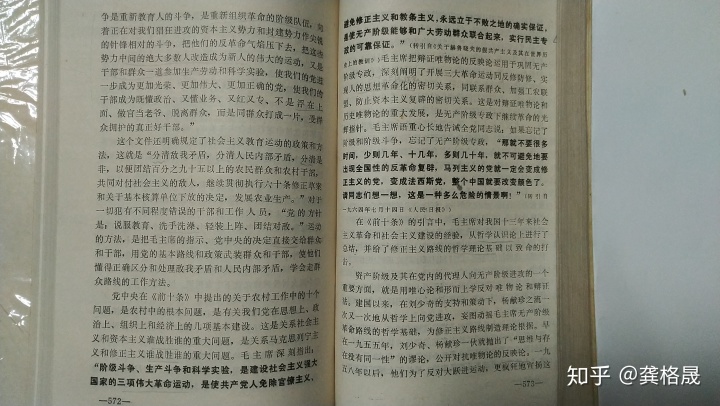 争是重新教育人的斗争，是重新组织革命的阶级队伍，向
着正在对我们猖狂进攻的资本主义势力和封建势力作尖锐
的针锋相对的斗争，把他们的反革命气焰压下去，把这些
势力中间的绝大多数人改造成为新人的伟大的运动，又是
干部和群众一道参加生产劳动和科学实验，使我们的党进
一步成为更加光荣、更加伟大、更加正确的党，使我们的
干部成为既懂政治、又懂业务、又红又专、不是浮在上
面、做官当老爷、脱离群众，而是同群众打成一片、受群
众拥护的真正好干部。”
这个文件还明确规定了社会主义教育运动的政策和方
法，这就是“分清敌我矛盾，分清人民内部矛盾，分清是
非，以便团结百分之九十五以上的农民群众和农村干部，
共同对付社会主义的敌人，继续贯彻执行六十条修正草案
和关于基本核算单位下放的决定，发展农业生产。”对于
一切犯有不同程度错误的干部和工作人员，“党的方针
是：说服教育、洗手洗澡、轻装上阵、团结对敌。”运动
的方法，是把毛主席的指示、党中央的决定直接交给群众
和干部，用党的基本路线和政策武装群众和干部，使他们
懂得正确区分和处理敌我矛盾和人民内部矛盾，学会走群
众路线的工作方法。
党中央在《前十条》中提出的关于农村工作中的十个
问题，是农村中的根本问题，是有关我们党在思想上、政
治上、组织上和经济上的几项基本建设。这是关系社会主
义和资本主义谁战胜谁的重大问题，是关系马克思列宁主
义和修正主义谁战胜谁的重大问题。毛主席深刻指出：
“阶级斗争、生产斗争和科学实验，是建设社会主义强大
国家的三项伟大革命运动，是使共产党人免除官僚主义、
—572—
避免修正主义和教条主义，永远立于不败之地的确实保证，
是使无产阶级能够和广大劳动群众联合起来，实行民主专
政的可靠保证。”（转引自《关于赫鲁晓夫的假共产主义及其在世界历
史上的教训》）毛主席把辩证唯物论的反映论运用于巩固无产
阶级专政，深刻阐明了开展三大革命运动同反修防修、实
现人的思想革命化的密切关系，同联系群众、加强工农联
盟、防止资本主义复辟的密切关系。这是对辩证唯物论和
历史唯物论的重大发展，是无产阶级专政下继续革命的光
辉指针。毛主席语重心长地告诫全党同志说：如果忘记了
阶级和阶级斗争，忘记了无产阶级专政，“那就不要很多
时间，少则几年、十几年，多则几十年，就不可避免地要
出现全国性的反革命复辟，马列主义的党就一定会变成修
正主义的党，变成法西斯党，整个中国就要改变颜色了。
请同志们想一想，这是一种多么危险的情景啊！”（转引自
一九六四年七月十四日《人民日报》）
在《前十条》的引言中，毛主席对我国十三年来社会
主义革命和社会主义建设的经验，从哲学认识论上进行了
总结，并给了修正主义路线的哲学理论基础以致命的打
击。
资产阶级及其在党内的代理人向无产阶级进攻的一个
重要方面，就是用唯心论和形而上学反对唯物论和辩证
法。建国以来，在刘少奇的支持和策动下，杨献珍之流一
次又一次地从哲学上向党进攻，妄图动摇毛主席无产阶级
革命路线的哲学基础，为修正主义路线制造理论根据。早
在一九五五年，刘少奇、杨献珍一伙就抛出了“思维与存
在没有同一性”的谬论，公开对抗唯物论的反映论。一九
五八年以后，他们为了反对大跃进运动，更疯狂地宣扬这
—573—
知乎 @龚格晟